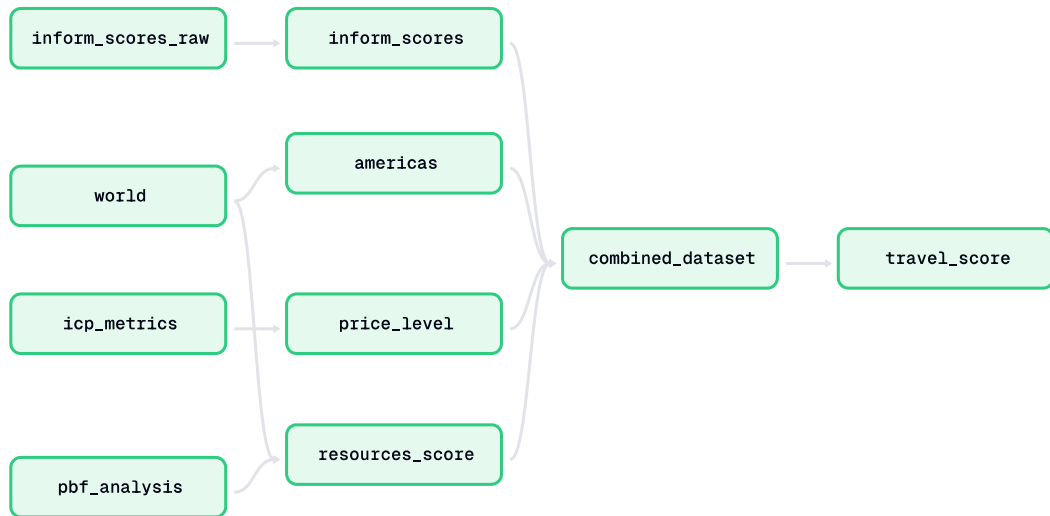 inform_scores_raw
inform_scores
americas
world
combined_dataset
travel_score
icp_metrics
price_level
resources_score
pbf_analysis